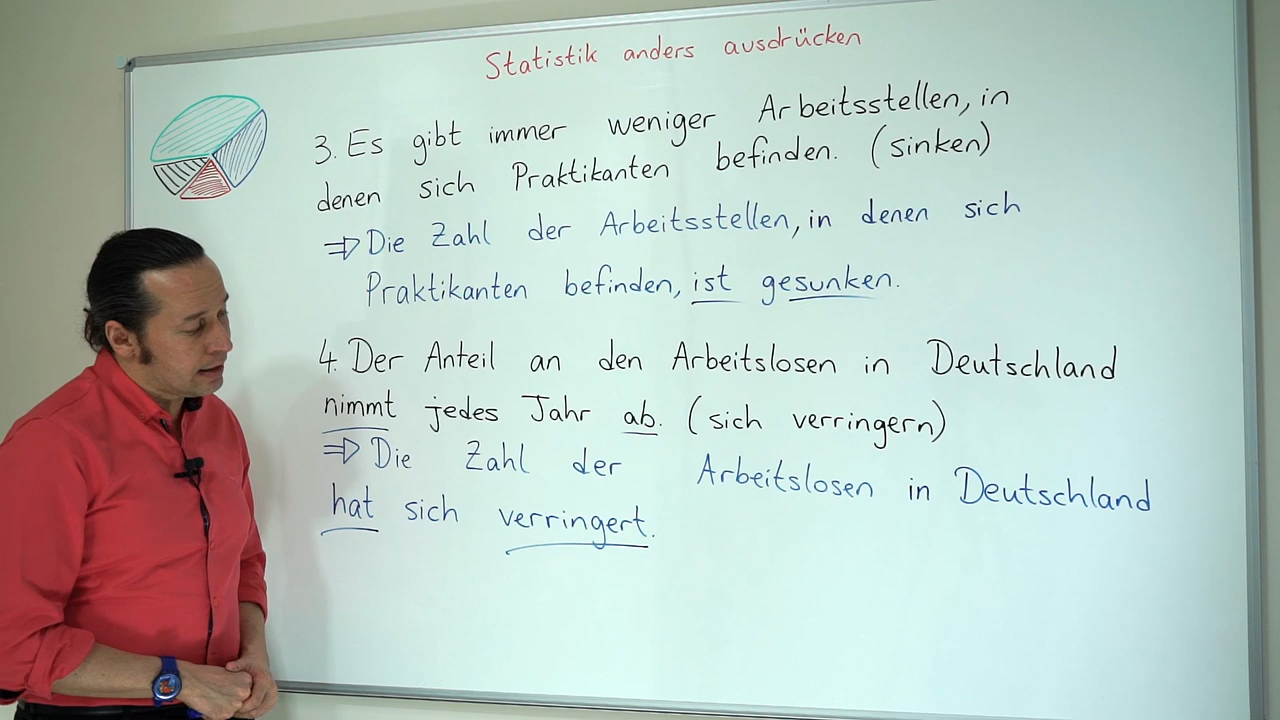 Statistik anders ausdrücken
3. Es gibt immer weniger Arbeitsstellen, in
denen sich Praktikanten befinden. (sinken)
⇒ Die Zahl der Arbeitsstellen, in denen sich
Praktikanten befinden, ist gesunken.
4. Der Anteil an den Arbeitslosen in Deutschland
nimmt jedes Jahr ab. (sich verringern)
⇒ Die Zahl der Arbeitslosen in Deutschland
hat sich verringert.